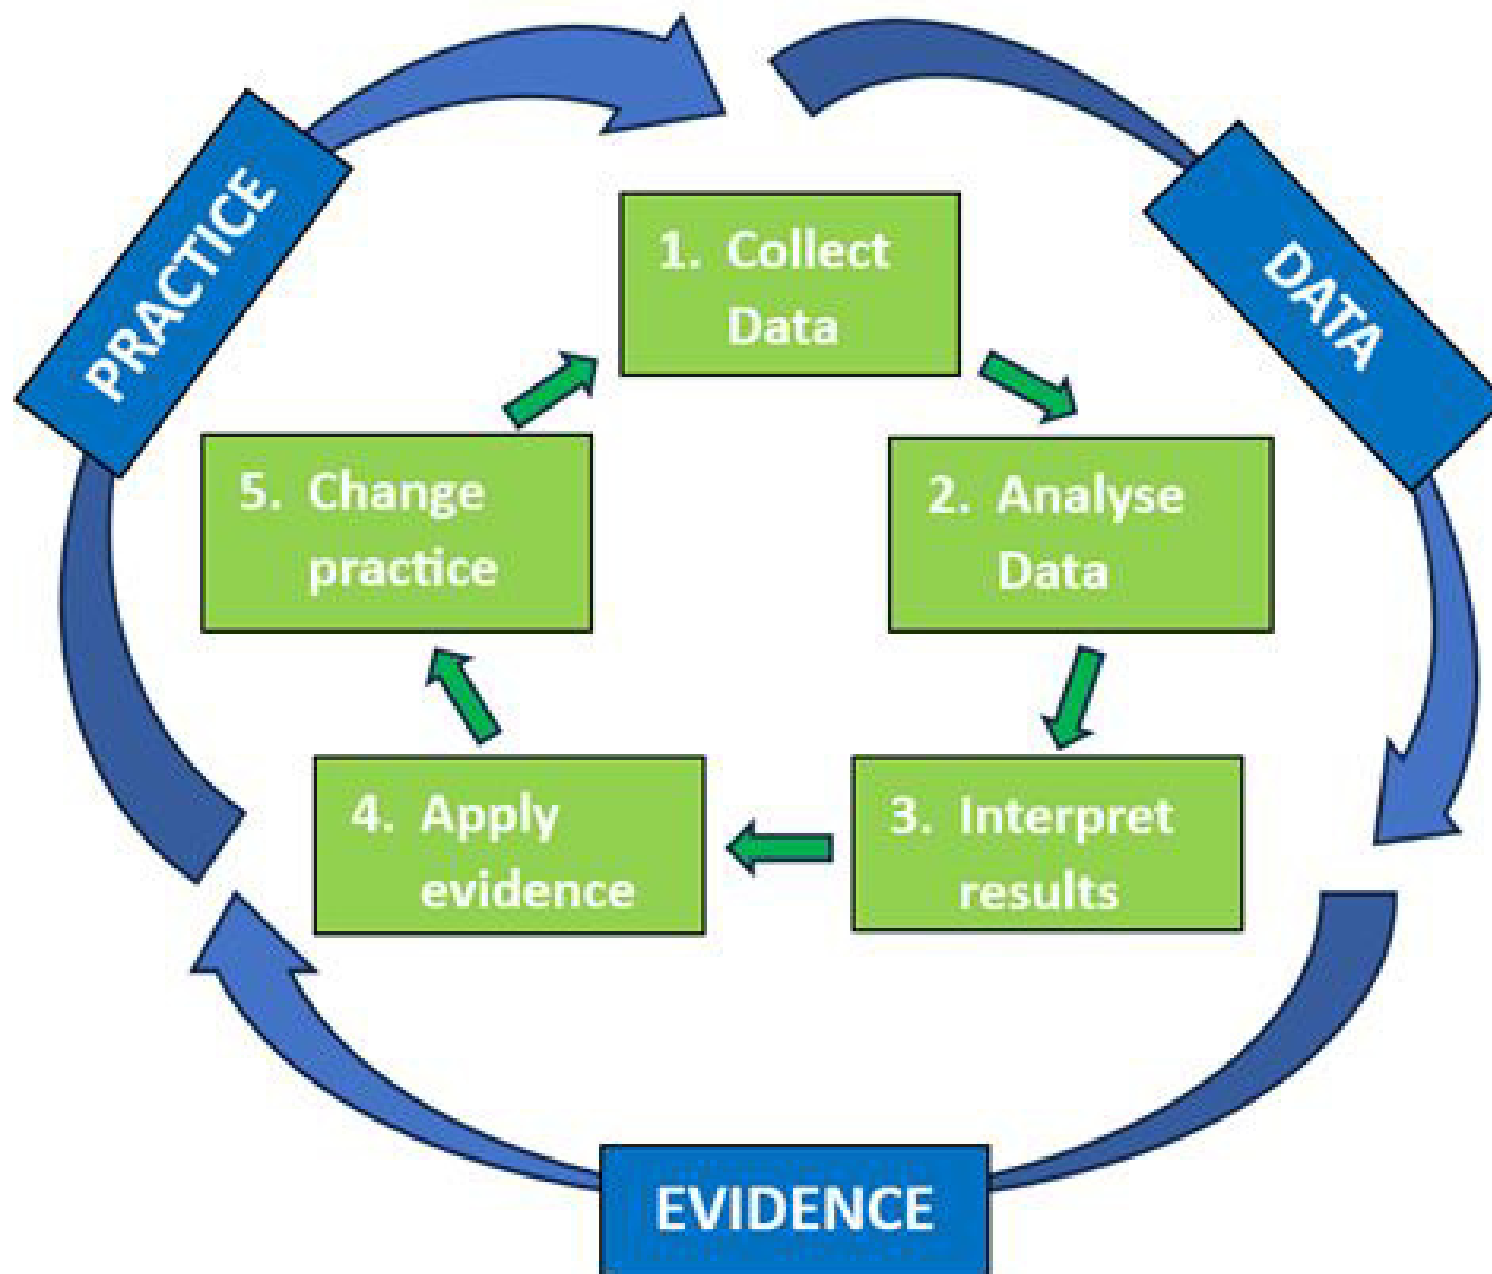 PRACTICE
DATA
1. Collect
Data
2. Analyse
Data
3. Interpret
results
4. Apply
evidence
5. Change
practice
EVIDENCE